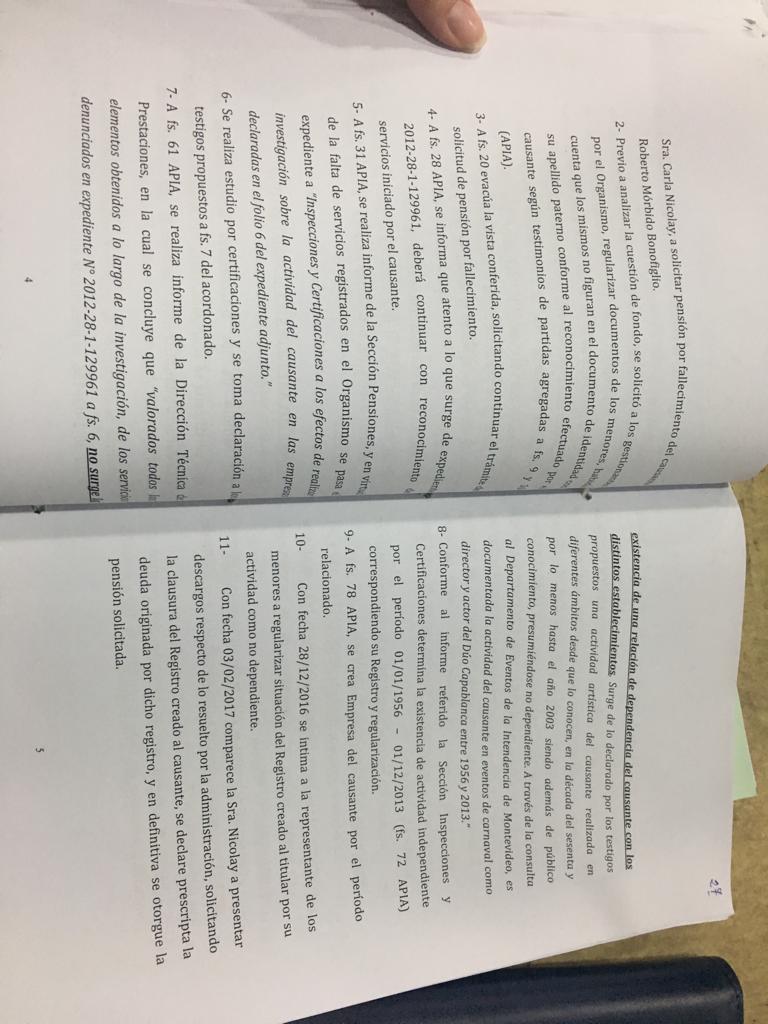 Sra. Carla Nicolay, a solicitar pensión por fallecimiento del causante
Roberto Mórbido Bonofiglio.
2- Previo a analizar la cuestión de fondo, se solicitó a los
por el Organismo, regularizar documentos de los menores,
cuenta que los mismos no figuran en el documento de identidad
su apellido paterno conforme al reconocimiento efectuado por
causante según testimonios de partidas agregadas a fs. 9 y
(APIA).
3- A fs. 20 evacúa la vista conferida, solicitando continuar el trámite
solicitud de pensión por fallecimiento.
4- A fs. 28 APIA, se informa que atento a lo que surge de expediente
2012-28-1-129961, deberá continuar con reconocimiento
servicios iniciado por el causante.
5- A fs. 31 APIA, se realiza informe de la Sección Pensiones, y en virtud
de la falta de servicios registrados en el Organismo se pasa
expediente a “Inspecciones y Certificaciones a los efectos de realizar
investigación sobre la actividad del causante en las empresas
declaradas en el folio 6 del expediente adjunto.”
6- Se realiza estudio por certificaciones y se toma declaración a los
testigos propuestos a fs. 7 del acordonado.
7- A fs. 61 APIA, se realiza informe de la Dirección Técnica de
Prestaciones, en la cual se concluye que “valorados todos los
elementos obtenidos a lo largo de la investigación, de los servicios
denunciados en expediente N° 2012-28-1-129961 a fs. 6, no surge la
4
27
existencia de una relación de dependencia del causante con los
distintos establecimientos. Surge de lo declarado por los testigos
propuestos una actividad artística del causante realizada en
diferentes ámbitos desde que lo conocen, en la década del sesenta y
por lo menos hasta el año 2003 siendo además de público
conocimiento, presumiéndose no dependiente. A través de la consulta
al Departamento de Eventos de la Intendencia de Montevideo, es
documentada la actividad del causante en eventos de carnaval como
director y actor del Dúo Capablanca entre 1956 y 2013.”
8- Conforme al informe referido la Sección Inspecciones y
Certificaciones determina la existencia de actividad independiente
por el período 01/01/1956 – 01/12/2013 (fs. 72 APIA)
correspondiendo su Registro y regularización.
9- A fs. 78 APIA, se crea Empresa del causante por el período
relacionado.
10- Con fecha 28/12/2016 se intima a la representante de los
menores a regularizar situación del Registro creado al titular por su
actividad como no dependiente.
11- Con fecha 03/02/2017 comparece la Sra. Nicolay a presentar
descargos respecto de lo resuelto por la administración, solicitando
la clausura del Registro creado al causante, se declare prescripta la
deuda originada por dicho registro, y en definitiva se otorgue la
pensión solicitada.
5